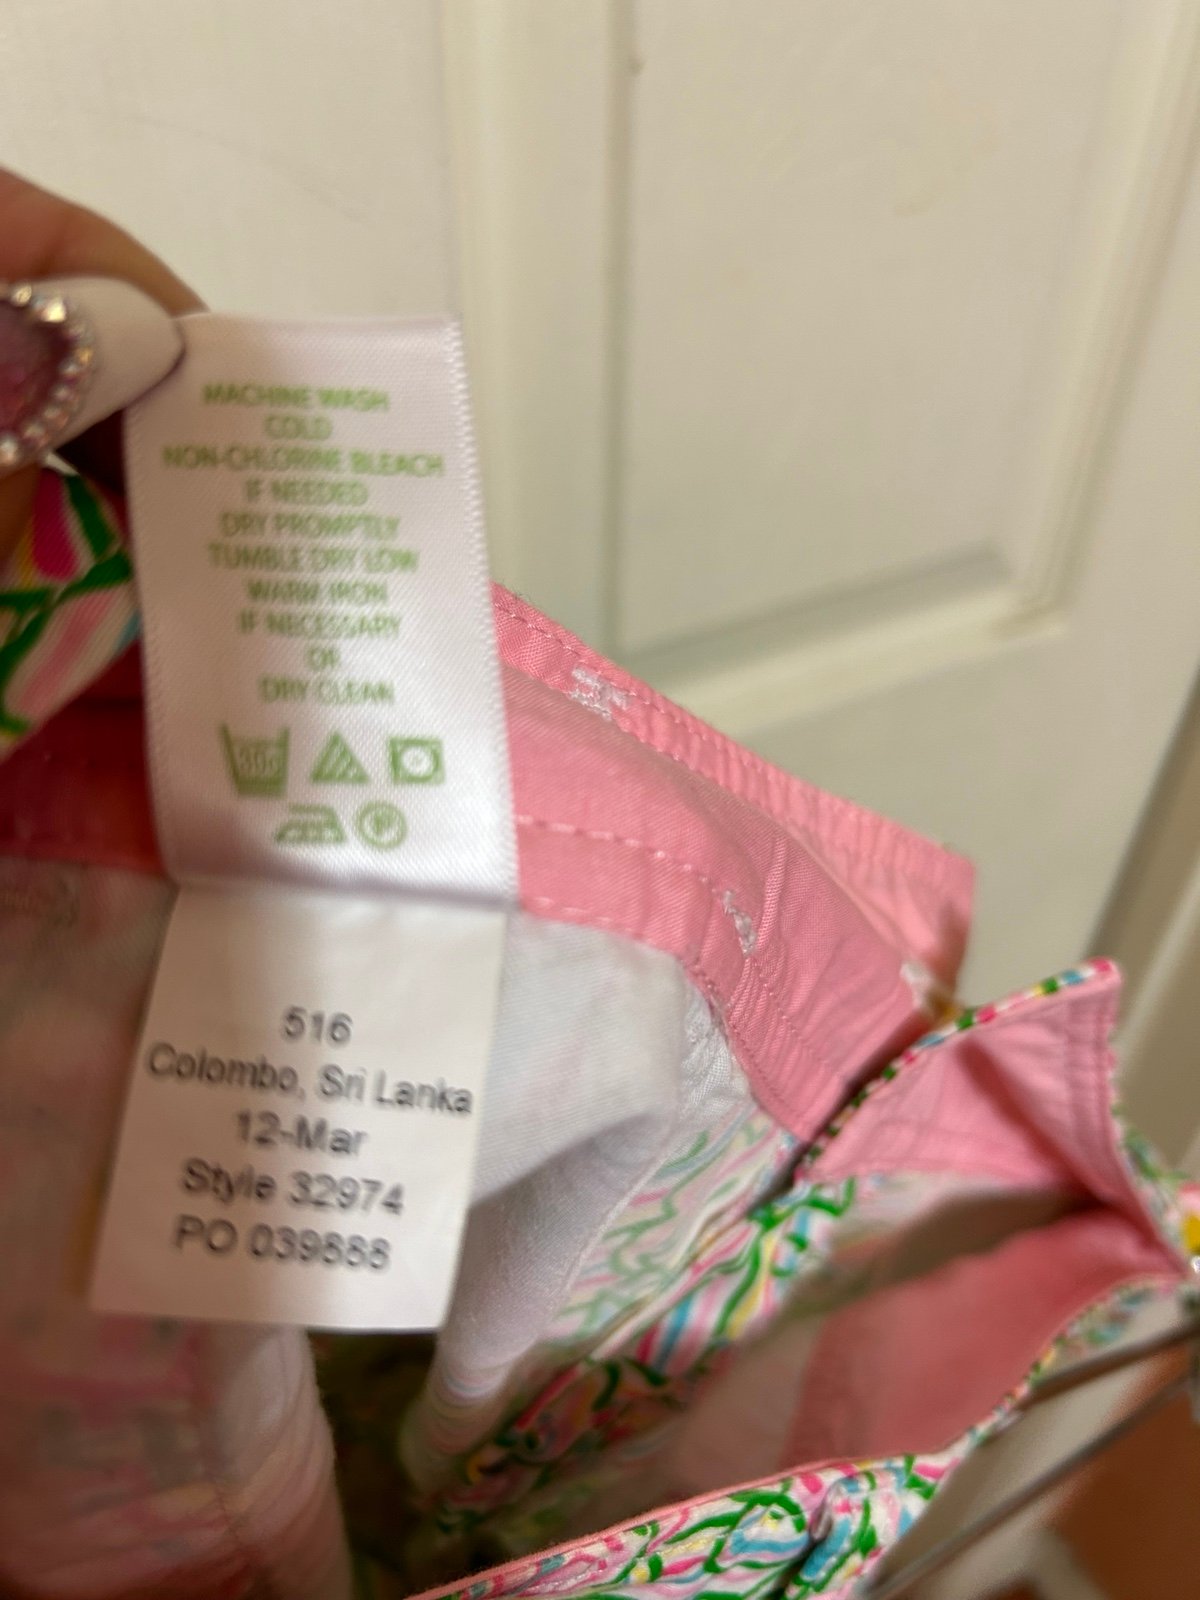 MACHINE WASH
COLD
NON-CHLORINE BLEACH
IF NEEDED
DRY PROMPTLY
TUMBLE DRY LOW
WARM IRON
IF NECESSARY
OR
DRY CLEAN
516
Colombo, Sri Lanka
12-Mar
Style 32974
PO 039888